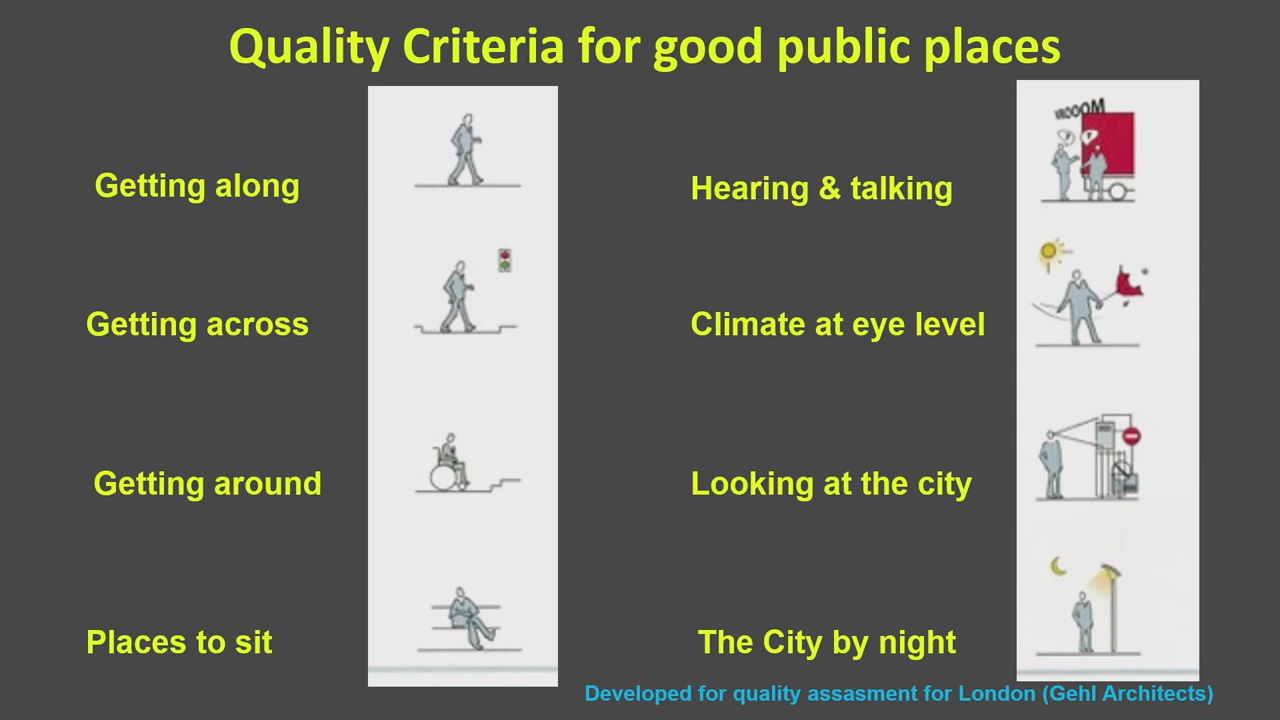 Quality Criteria for good public places
Getting along
Getting across
Getting around
Places to sit
VROOOM
Hearing & talking
Climate at eye level
Looking at the city
The City by night
Developed for quality assasment for London (Gehl Architects)